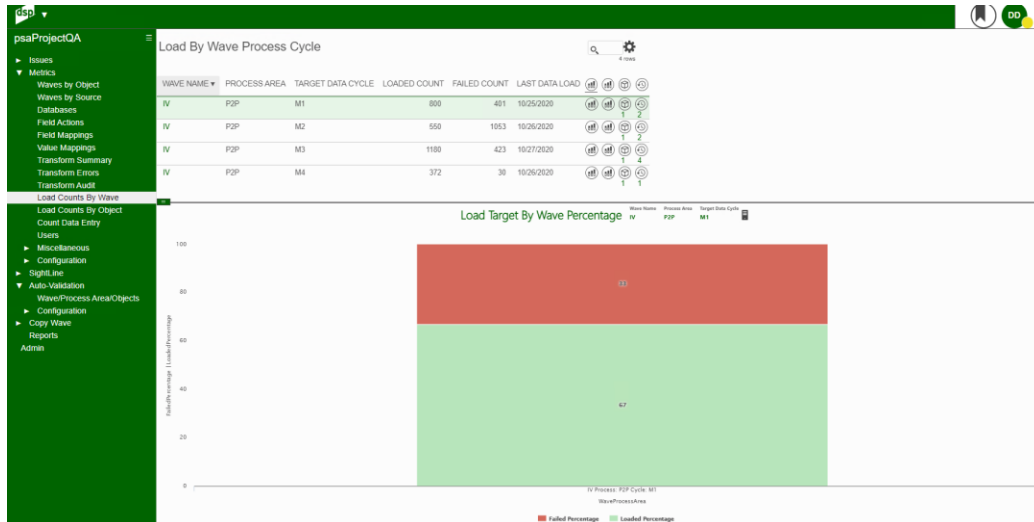 dsp
DD
psaProjectQA
Issues
Metrics
Waves by Object
Waves by Source
Databases
Field Actions
Field Mappings
Value Mappings
Transform Summary
Transform Errors
Transform Audit
Load Counts By Wave
Load Counts By Object
Count Data Entry
Users
Miscellaneous
Configuration
SightLine
Auto-Validation
Wave/Process Area/Objects
Configuration
Copy Wave
Reports
Admin
Load By Wave Process Cycle
4 rows
WAVE NAME PROCESS AREA TARGET DATA CYCLE LOADED COUNT FAILED COUNT LAST DATA LOAD
IV P2P M1 800 401 10/25/2020
1 2
IV P2P M2 550 1053 10/26/2020
1 2
IV P2P M3 1180 423 10/27/2020
1 4
IV P2P M4 372 30 10/26/2020
1 1
Load Target By Wave Percentage
Wave Name Process Area Target Data Cycle
IV P2P M1
100
80
60
40
20
0
FailedPercentage | LoadedPercentage
33
67
IV Process: P2P Cycle: M1
WaveProcessArea
Failed Percentage Loaded Percentage